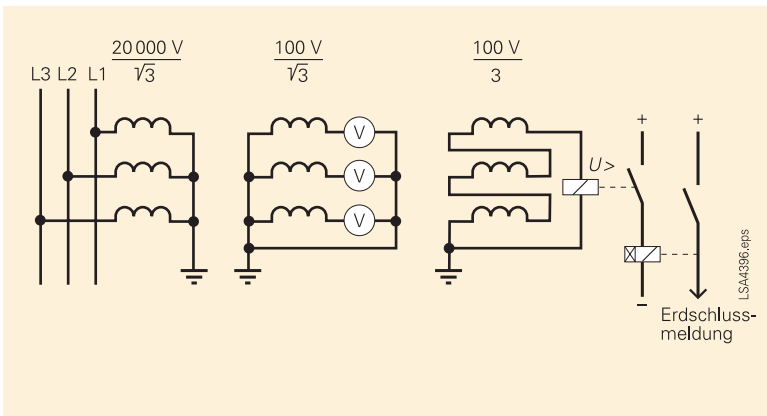 20 000 V
√3
100 V
√3
100 V
3
L3 L2 L1
+ +
U>
V
V
V
–
Erdschluss-
meldung
LSA4396.eps